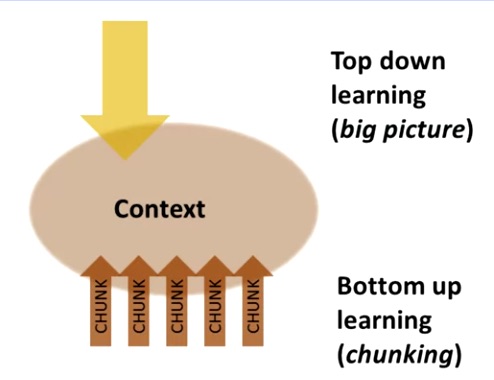 Top down
learning
(big picture)
Context
CHUNK
CHUNK
CHUNK
CHUNK
CHUNK
Bottom up
learning
(chunking)